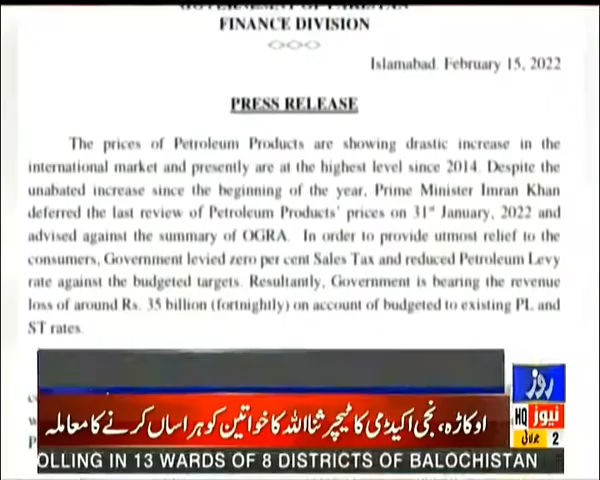 GOVERNMENT OF PAKISTAN
FINANCE DIVISION
Islamabad. February 15, 2022
PRESS RELEASE
The prices of Petroleum Products are showing drastic increase in the
international market and presently are at the highest level since 2014. Despite the
unabated increase since the beginning of the year, Prime Minister Imran Khan
deferred the last review of Petroleum Products' prices on 31st January, 2022 and
advised against the summary of OGRA. In order to provide utmost relief to the
consumers, Government levied zero per cent Sales Tax and reduced Petroleum Levy
rate against the budgeted targets. Resultantly, Government is bearing the revenue
loss of around Rs. 35 billion (fortnightly) on account of budgeted to existing PL and
ST rates.
اوکاڑہ، نجی اکیڈمی کا ٹیچر ثنااللہ کا خواتین کو ہراساں کرنے کا معاملہ
روز
HQ نیوز
2 جولائی
OLLING IN 13 WARDS OF 8 DISTRICTS OF BALOCHISTAN